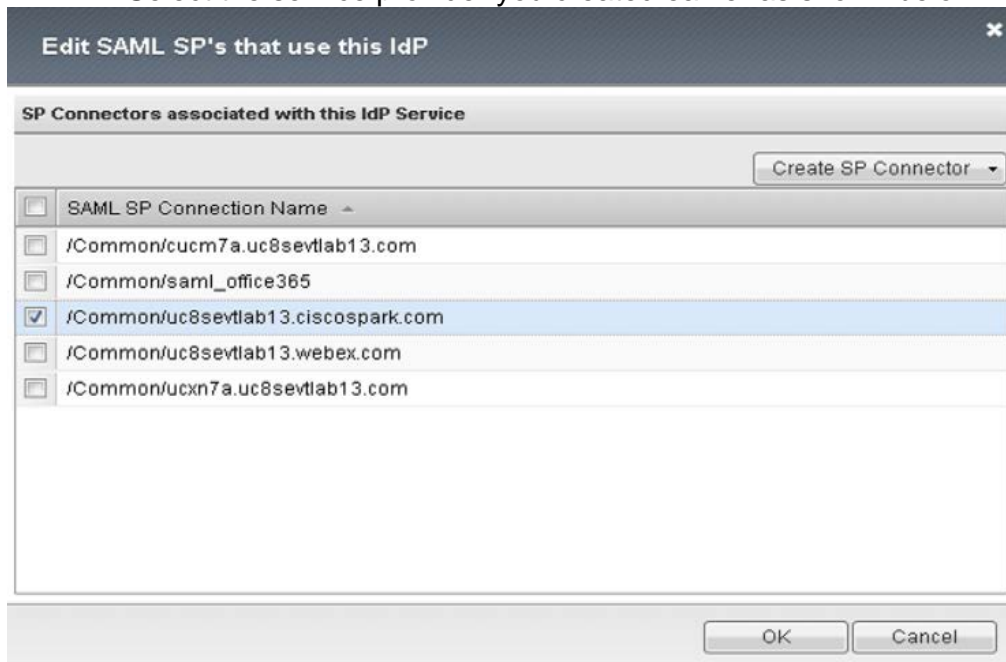 Edit SAML SP's that use this IdP
SP Connectors associated with this IdP Service
Create SP Connector
SAML SP Connection Name
/Common/cucm7a.uc8sevtlab13.com
/Common/saml_office365
/Common/uc8sevtlab13.ciscospark.com
/Common/uc8sevtlab13.webex.com
/Common/ucxn7a.uc8sevtlab13.com
OK Cancel